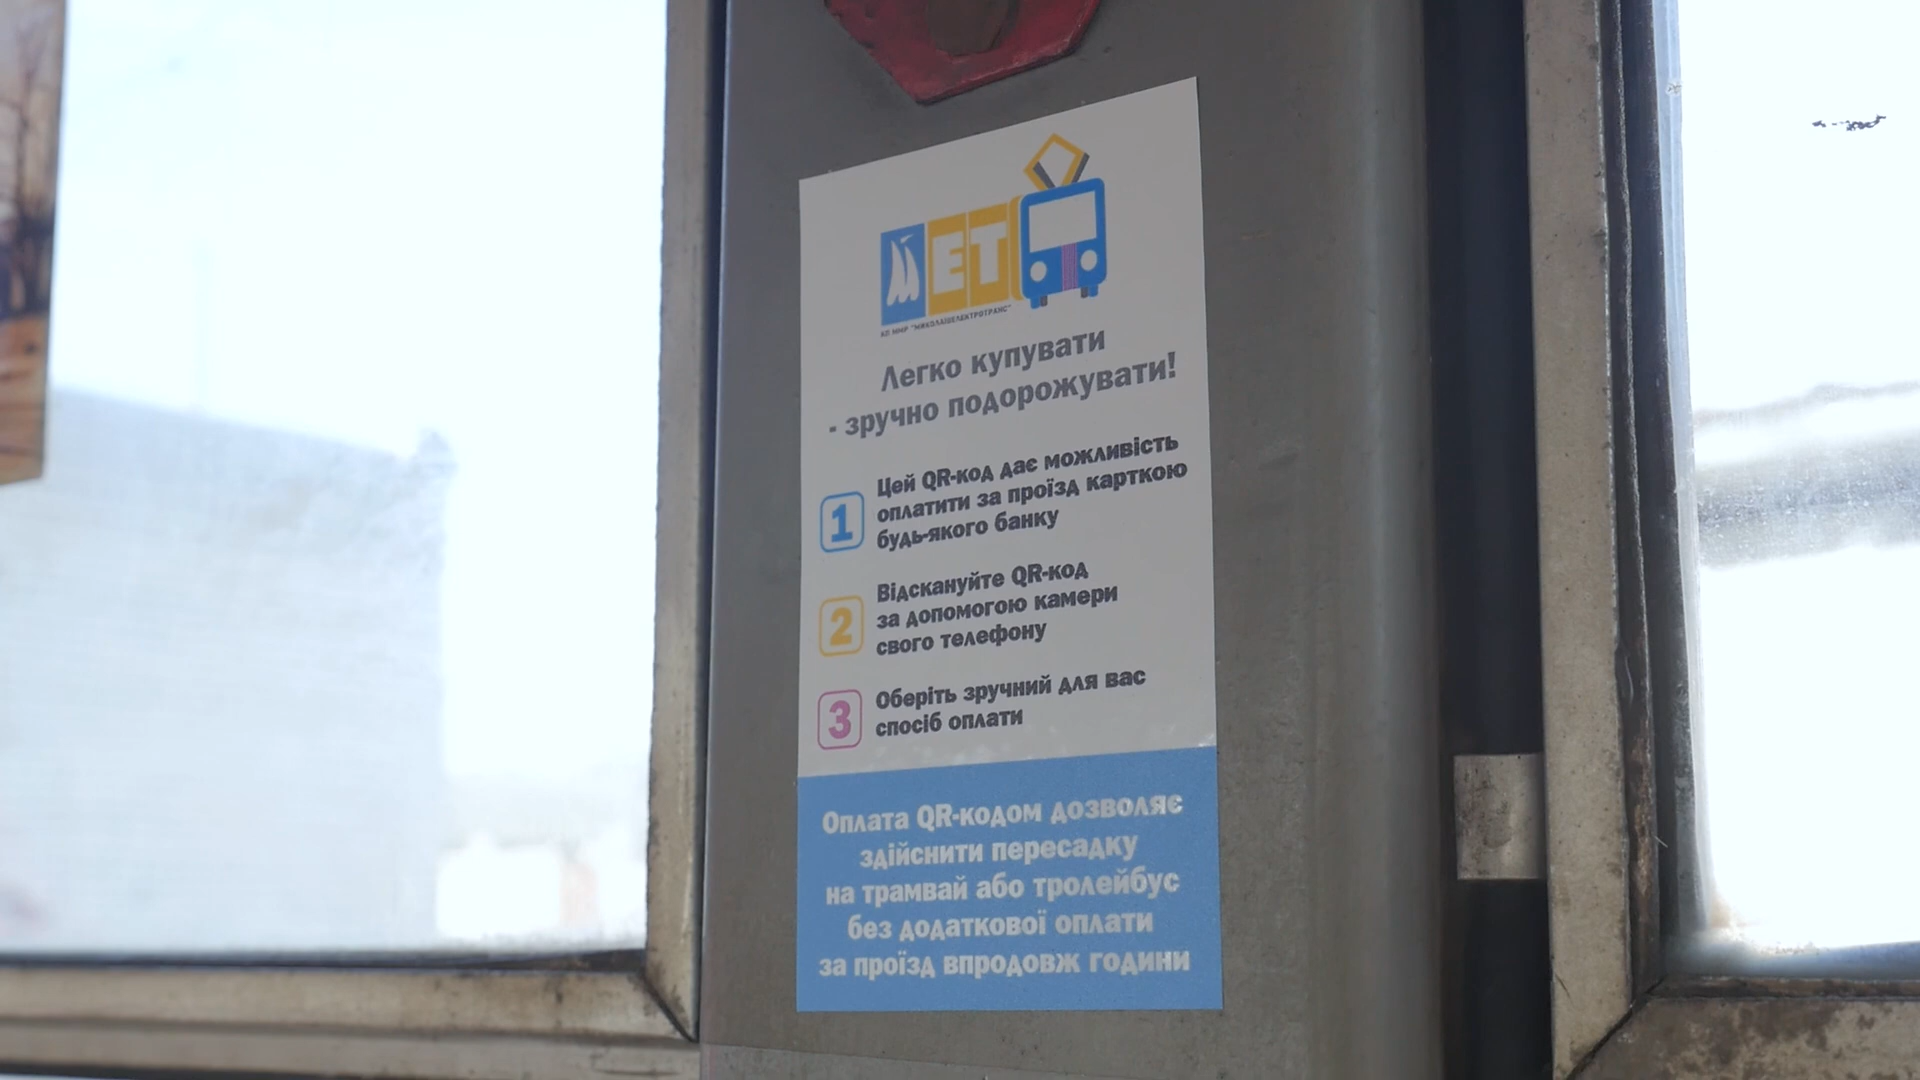 МЕТ
КП ММР "МИКОЛАЇВЕЛЕКТРОТРАНС"
Легко купувати
- зручно подорожувати!
1
Цей QR-код дає можливість
оплатити за проїзд карткою
будь-якого банку
2
Відскануйте QR-код
за допомогою камери
свого телефону
3
Оберіть зручний для вас
спосіб оплати
Оплата QR-кодом дозволяє
здійснити пересадку
на трамвай або тролейбус
без додаткової оплати
за проїзд впродовж години